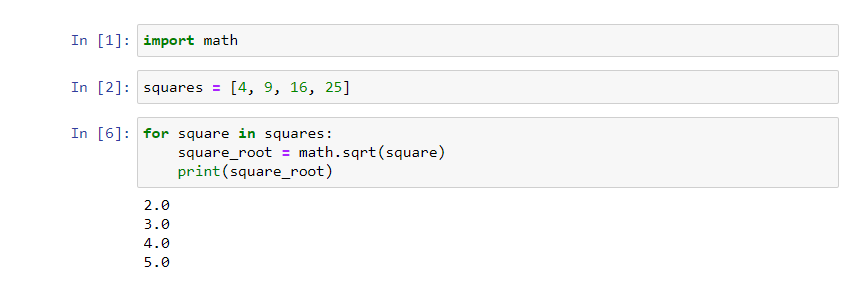 In [1]: import math
In [2]: squares = [4, 9, 16, 25]
In [6]: for square in squares:
    square_root = math.sqrt(square)
    print(square_root)
2.0
3.0
4.0
5.0